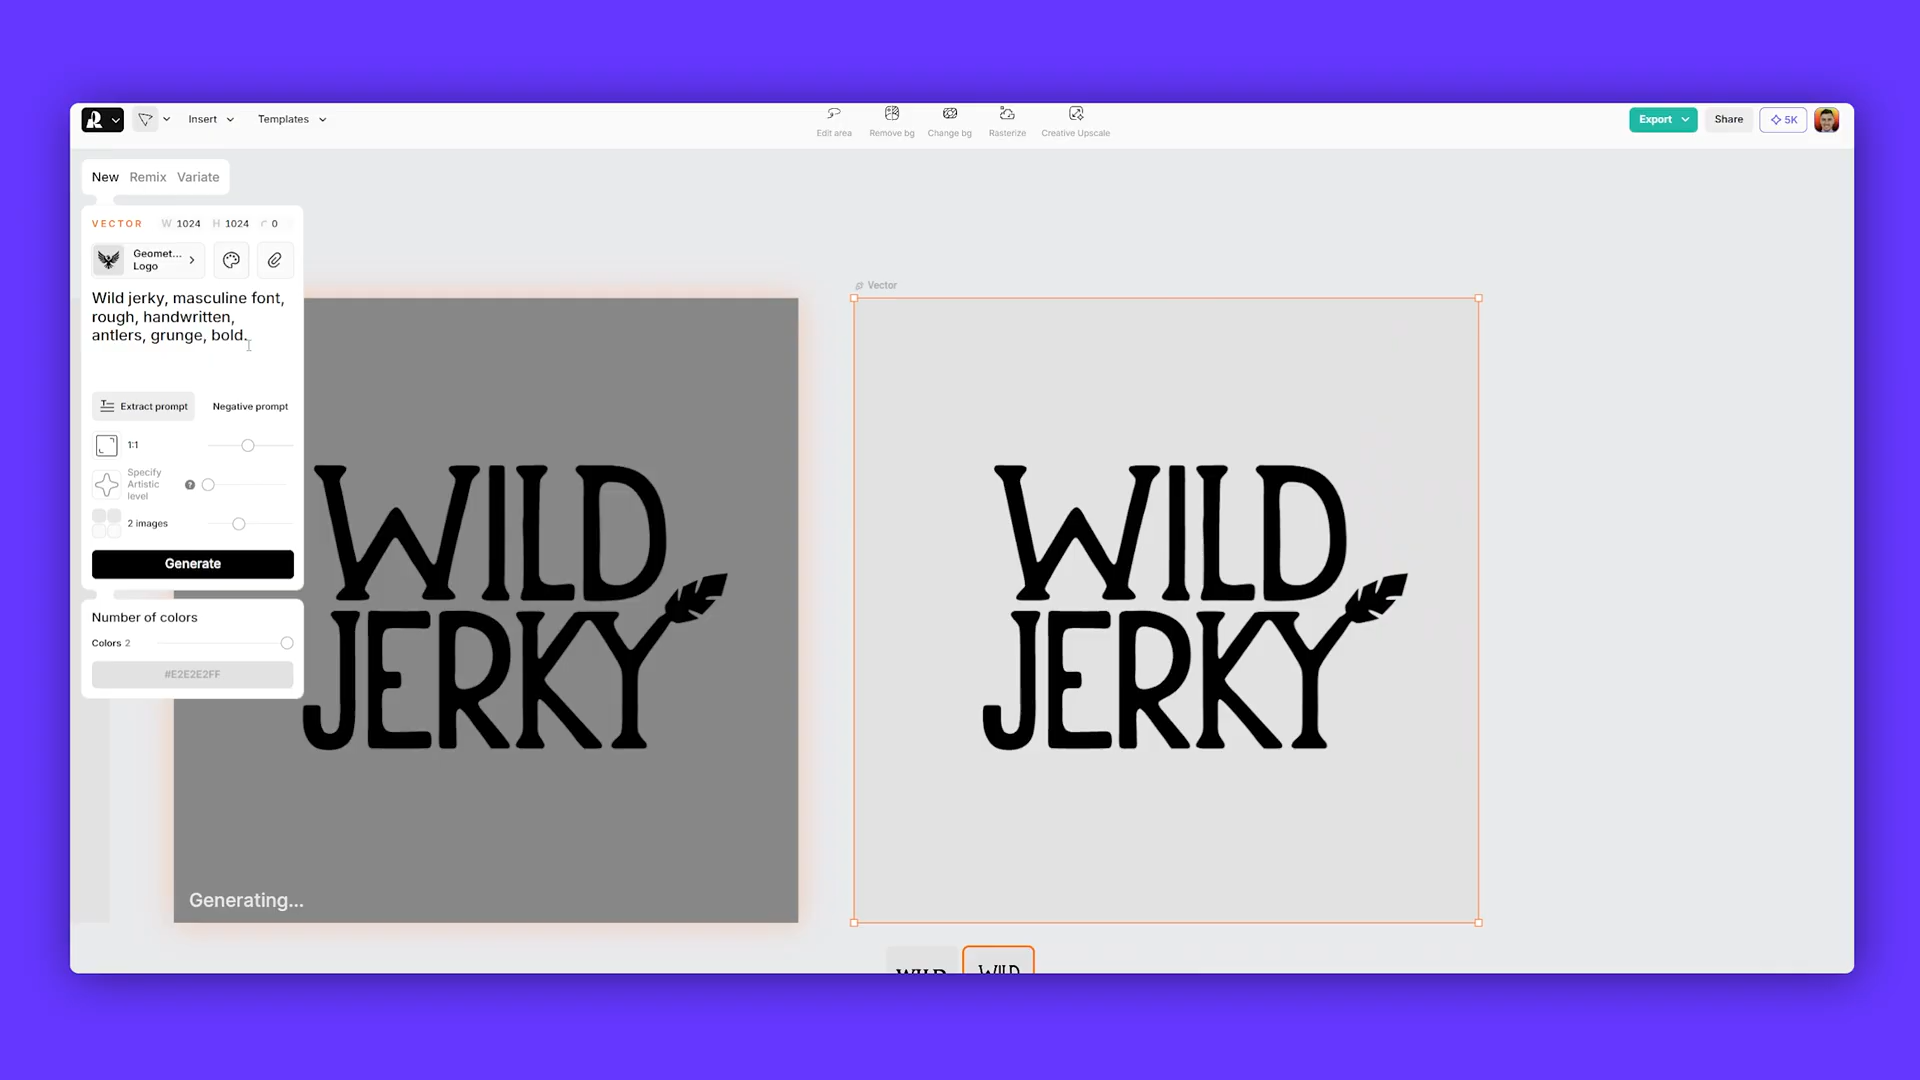 Insert
Templates
Edit area
Remove bg
Change bg
Rasterize
Creative Upscale
Export
Share
5K
New Remix Variate
VECTOR W 1024 H 1024 0
Geomet...
Logo
Wild jerky, masculine font,
rough, handwritten,
antlers, grunge, bold.
Extract prompt
Negative prompt
1:1
Specify
Artistic
level
?
2 images
Generate
Number of colors
Colors 2
#E2E2E2FF
WILD
JERKY
Generating...
Vector
WILD
JERKY
WILD
WILD